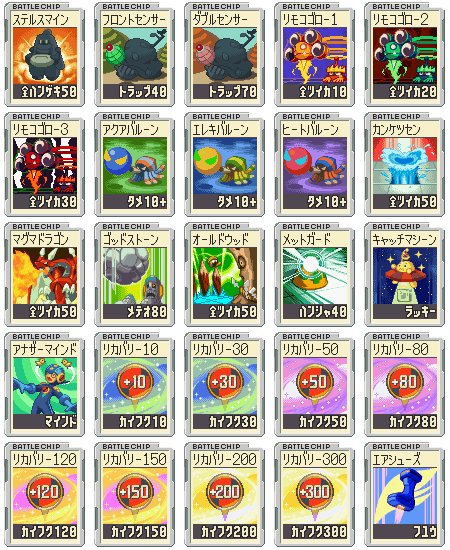 BATTLECHIP BATTLECHIP BATTLECHIP BATTLECHIP BATTLECHIP
ステルスマイン フロントセンサー ダブルセンサー リモコゴロー1 リモコゴロー2
全ハンゲキ50 トラップ40 トラップ70 全ツイカ10 全ツイカ20
BATTLECHIP BATTLECHIP BATTLECHIP BATTLECHIP BATTLECHIP
リモコゴロー3 アクアバルーン エレキバルーン ヒートバルーン カンケツセン
全ツイカ30 タメ10+ タメ10+ タメ10+ 全ツイカ50
BATTLECHIP BATTLECHIP BATTLECHIP BATTLECHIP BATTLECHIP
マグマドラゴン ゴッドストーン オールドウッド メットガード キャッチマシーン
全ツイカ50 メテオ80 全ツイカ50 ハンシャ40 ラッキー
BATTLECHIP BATTLECHIP BATTLECHIP BATTLECHIP BATTLECHIP
アナザーマインド リカバリー10 リカバリー30 リカバリー50 リカバリー80
+10 +30 +50 +80
マインド カイフク10 カイフク30 カイフク50 カイフク80
BATTLECHIP BATTLECHIP BATTLECHIP BATTLECHIP BATTLECHIP
リカバリー120 リカバリー150 リカバリー200 リカバリー300 エアシューズ
+120 +150 +200 +300
カイフク120 カイフク150 カイフク200 カイフク300 フユウ